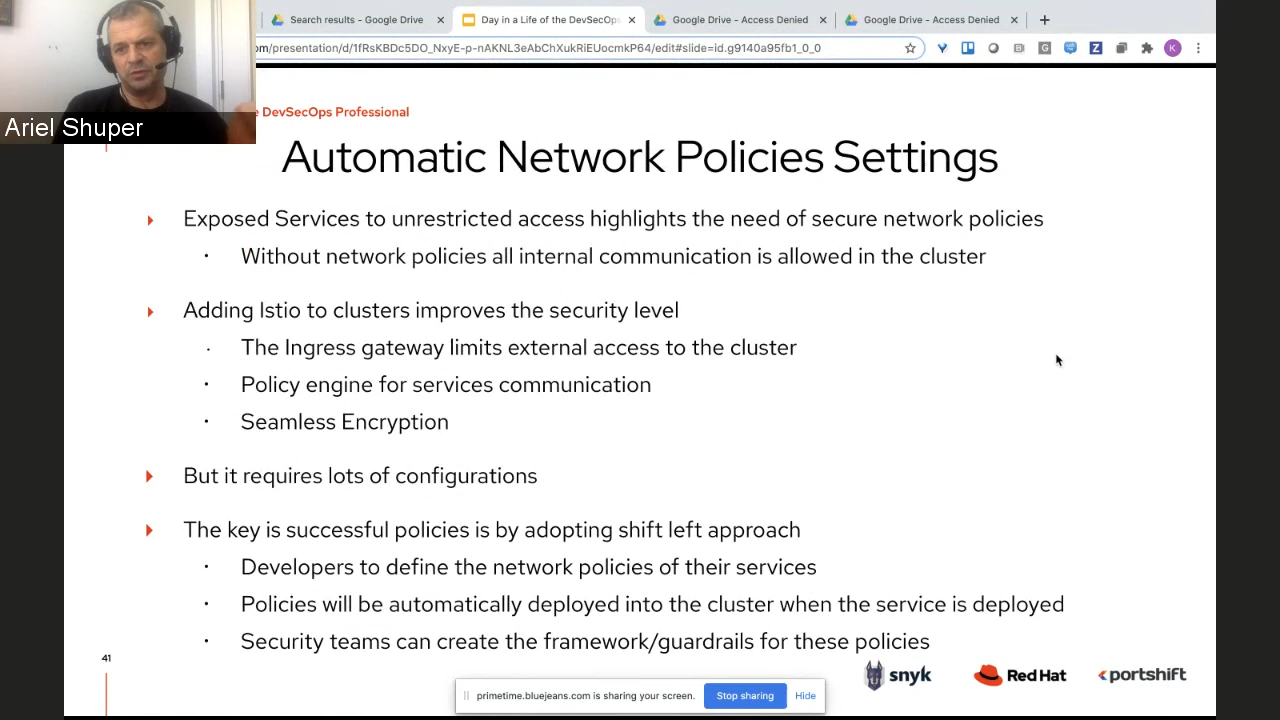 Search results - Google Drive
Day in a Life of the DevSecOps
Google Drive - Access Denied
Google Drive - Access Denied
om/presentation/d/1fRsKBDc5DO_NxyE-p-nAKNL3eAbChXukRiEUocmkP64/edit#slide=id.g9140a95fb1_0_0
Ariel Shuper
e DevSecOps Professional
Automatic Network Policies Settings
Exposed Services to unrestricted access highlights the need of secure network policies
Without network policies all internal communication is allowed in the cluster
Adding Istio to clusters improves the security level
The Ingress gateway limits external access to the cluster
Policy engine for services communication
Seamless Encryption
But it requires lots of configurations
The key is successful policies is by adopting shift left approach
Developers to define the network policies of their services
Policies will be automatically deployed into the cluster when the service is deployed
Security teams can create the framework/guardrails for these policies
41
snyk
Red Hat
portshift
primetime.bluejeans.com is sharing your screen.
Stop sharing
Hide